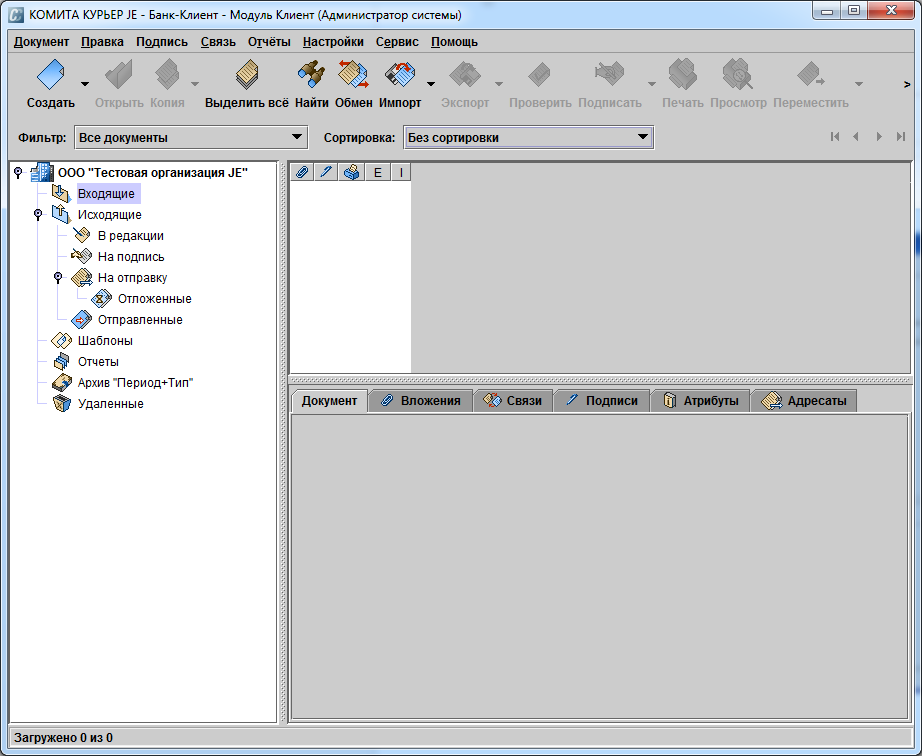 КОМИТА КУРЬЕР JE - Банк-Клиент - Модуль Клиент (Администратор системы)
Документ Правка Подпись Связь Отчёты Настройки Сервис Помощь
Создать Открыть Копия Выделить всё Найти Обмен Импорт Экспорт Проверить Подписать Печать Просмотр Переместить >
Фильтр: Все документы Сортировка: Без сортировки
ООО "Тестовая организация JE"
Входящие
Исходящие
В редакции
На подпись
На отправку
Отложенные
Отправленные
Шаблоны
Отчеты
Архив "Период+Тип"
Удаленные
E I
Документ Вложения Связи Подписи Атрибуты Адресаты
Загружено 0 из 0